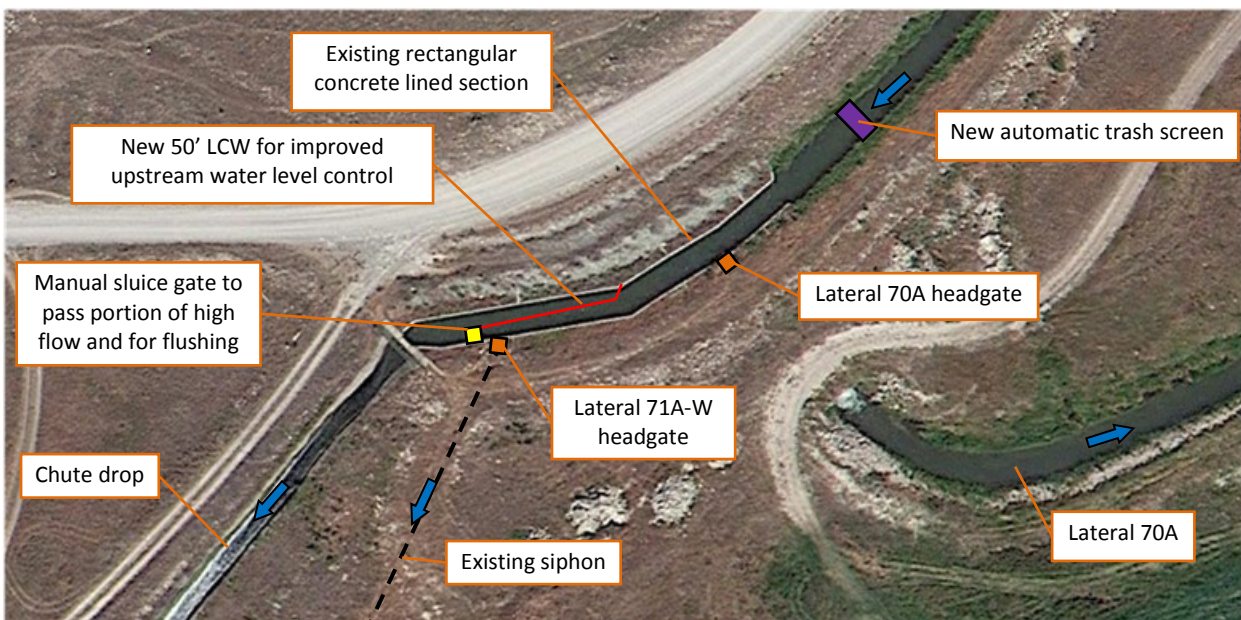 Existing rectangular
concrete lined section
New 50’ LCW for improved
upstream water level control
New automatic trash screen
Manual sluice gate to
pass portion of high
flow and for flushing
Lateral 70A headgate
Lateral 71A-W
headgate
Chute drop
Existing siphon
Lateral 70A